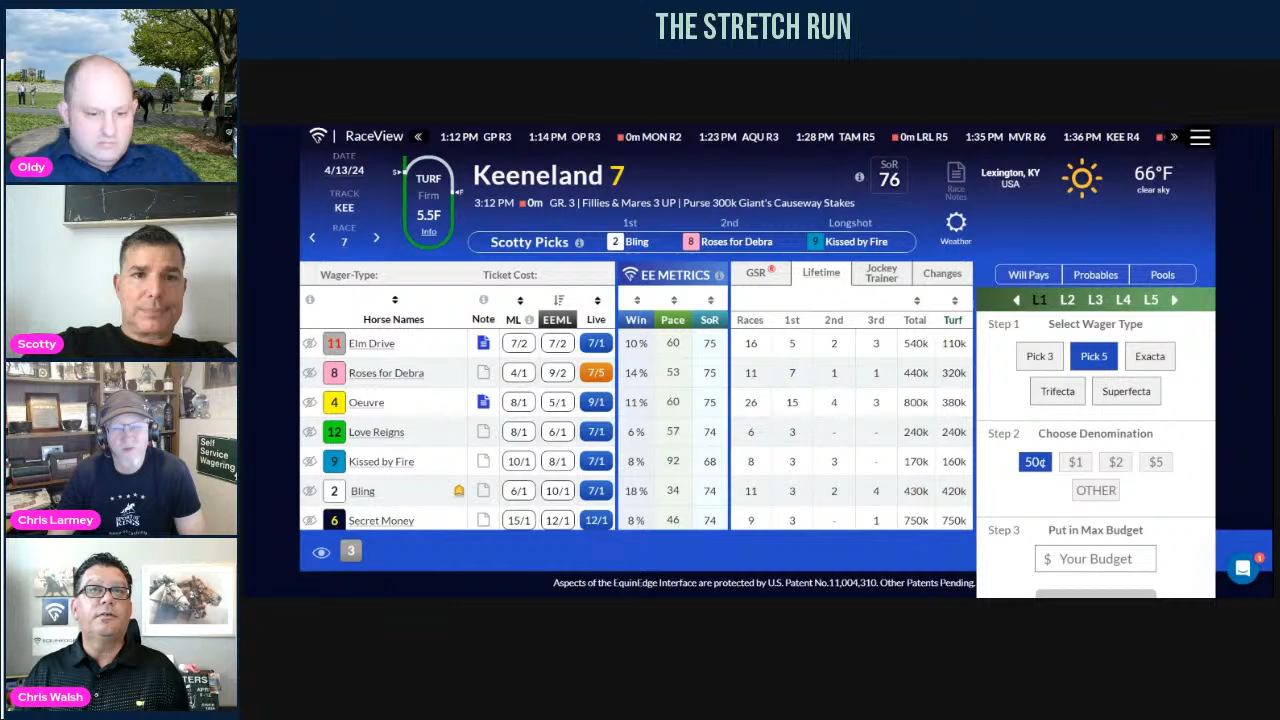 THE STRETCH RUN
Oldy
Scotty
Chris Larmey
Self
Service
Wagering
SPORT OF
KINGS
Chris Walsh
EQUINEDGE
RaceView « 1:12 PM GP R3 1:14 PM OP R3 0m MON R2 1:23 PM AQU R3 1:28 PM TAM R5 0m LRL R5 1:35 PM MVR R6 1:36 PM KEE R4 »
DATE
4/13/24
TRACK
KEE
RACE
7
TURF
Firm
5.5F
Info
S
F
Keeneland 7
3:12 PM 0m GR. 3 | Fillies & Mares 3 UP | Purse 300k Giant's Causeway Stakes
SoR
76
Race
Notes
Lexington, KY
USA
66°F
clear sky
Weather
1st 2nd Longshot
Scotty Picks 2 Bling 8 Roses for Debra 9 Kissed by Fire
Wager-Type: Ticket Cost:
EE METRICS GSR Lifetime Jockey Trainer Changes
Horse Names Note ML EEML Live Win Pace SoR Races 1st 2nd 3rd Total Turf
11 Elm Drive 7/2 7/2 7/1 10% 60 75 16 5 2 3 540k 110k
8 Roses for Debra 4/1 9/2 7/5 14% 53 75 11 7 1 1 440k 320k
4 Oeuvre 8/1 5/1 9/1 11% 60 75 26 15 4 3 800k 380k
12 Love Reigns 8/1 6/1 7/1 6% 57 74 6 3 - - 240k 240k
9 Kissed by Fire 10/1 8/1 7/1 8% 92 68 8 3 3 - 170k 160k
2 Bling 6/1 10/1 7/1 18% 34 74 11 3 2 4 430k 420k
6 Secret Money 15/1 12/1 12/1 8% 46 74 9 3 3 1 750k 750k
3
Aspects of the EquinEdge Interface are protected by U.S. Patent No.11,004,310. Other Patents Pending.
Will Pays Probables Pools
L1 L2 L3 L4 L5
Step 1 Select Wager Type
Pick 3 Pick 5 Exacta
Trifecta Superfecta
Step 2 Choose Denomination
50¢ $1 $2 $5
OTHER
Step 3 Put in Max Budget
$ Your Budget
1